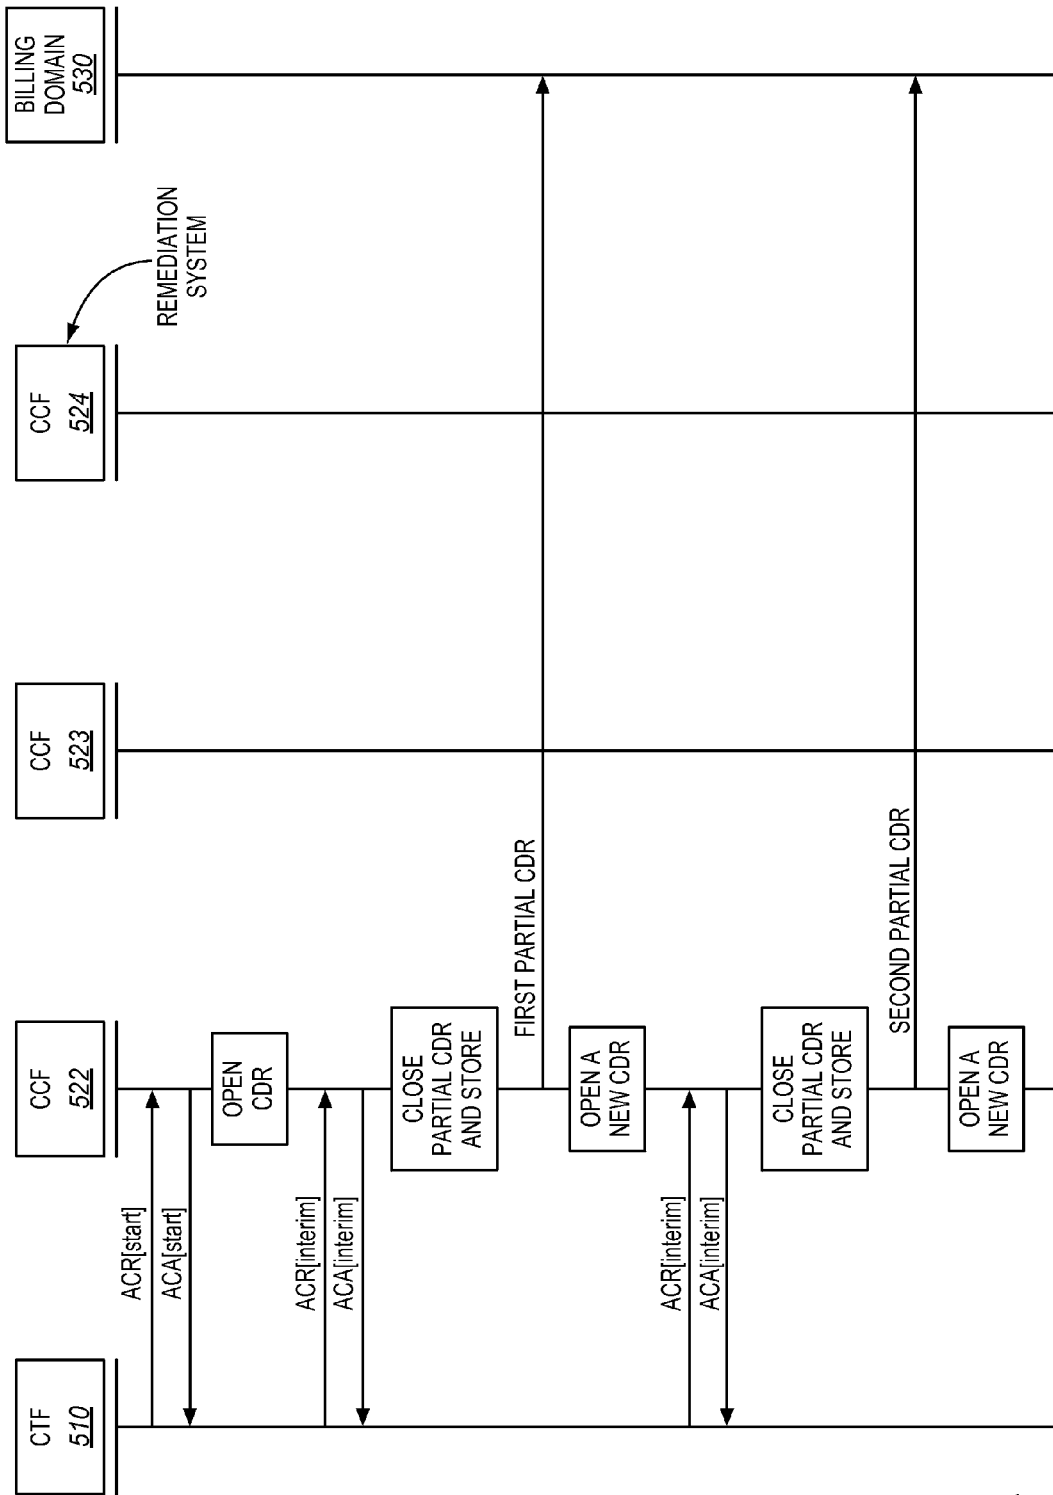 CTF
510
CCF
522
CCF
523
CCF
524
BILLING
DOMAIN
530
REMEDIATION
SYSTEM
ACR[start]
ACA[start]
OPEN
CDR
ACR[interim]
ACA[interim]
CLOSE
PARTIAL CDR
AND STORE
FIRST PARTIAL CDR
OPEN A
NEW CDR
ACR[interim]
ACA[interim]
CLOSE
PARTIAL CDR
AND STORE
SECOND PARTIAL CDR
OPEN A
NEW CDR